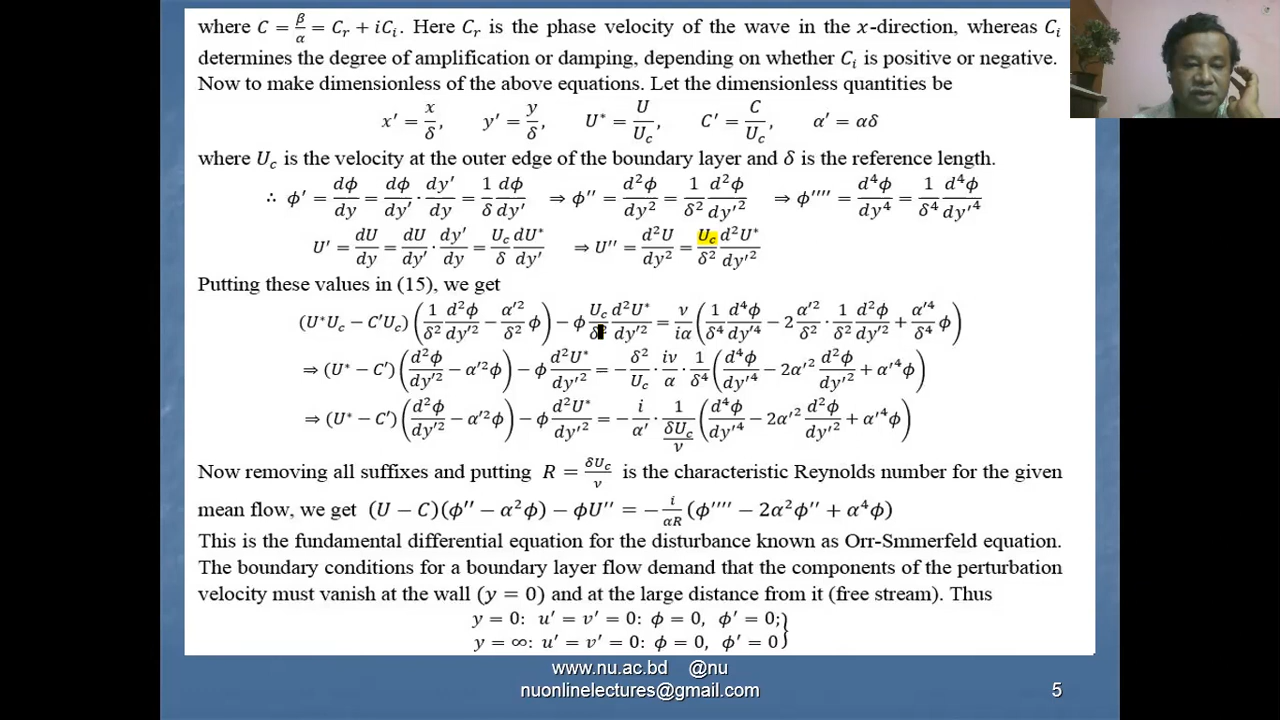 where C = β/α = C_r + iC_i. Here C_r is the phase velocity of the wave in the x-direction, whereas C_i
determines the degree of amplification or damping, depending on whether C_i is positive or negative.
Now to make dimensionless of the above equations. Let the dimensionless quantities be
x′ = x/δ, y′ = y/δ, U* = U/U_c, C′ = C/U_c, α′ = αδ
where U_c is the velocity at the outer edge of the boundary layer and δ is the reference length.
∴ ϕ′ = dϕ/dy = dϕ/dy′ · dy′/dy = 1/δ dϕ/dy′ ⇒ ϕ′′ = d²ϕ/dy² = 1/δ² d²ϕ/dy′² ⇒ ϕ′′′′ = d⁴ϕ/dy⁴ = 1/δ⁴ d⁴ϕ/dy′⁴
U′ = dU/dy = dU/dy′ · dy′/dy = U_c/δ dU*/dy′ ⇒ U′′ = d²U/dy² = U_c/δ² d²U*/dy′²
Putting these values in (15), we get
(U*U_c − C′U_c)(1/δ² d²ϕ/dy′² − α′²/δ² ϕ) − ϕ U_c/δ² d²U*/dy′² = ν/iα (1/δ⁴ d⁴ϕ/dy′⁴ − 2 α′²/δ² · 1/δ² d²ϕ/dy′² + α′⁴/δ⁴ ϕ)
⇒ (U* − C′)(d²ϕ/dy′² − α′²ϕ) − ϕ d²U*/dy′² = − δ²/U_c · iν/α · 1/δ⁴ (d⁴ϕ/dy′⁴ − 2α′² d²ϕ/dy′² + α′⁴ϕ)
⇒ (U* − C′)(d²ϕ/dy′² − α′²ϕ) − ϕ d²U*/dy′² = − i/α′ · 1/(δU_c/ν) (d⁴ϕ/dy′⁴ − 2α′² d²ϕ/dy′² + α′⁴ϕ)
Now removing all suffixes and putting R = δU_c/ν is the characteristic Reynolds number for the given
mean flow, we get (U − C)(ϕ′′ − α²ϕ) − ϕU′′ = − i/αR (ϕ′′′′ − 2α²ϕ′′ + α⁴ϕ)
This is the fundamental differential equation for the disturbance known as Orr-Smmerfeld equation.
The boundary conditions for a boundary layer flow demand that the components of the perturbation
velocity must vanish at the wall (y = 0) and at the large distance from it (free stream). Thus
y = 0: u′ = v′ = 0: ϕ = 0, ϕ′ = 0;}
y = ∞: u′ = v′ = 0: ϕ = 0, ϕ′ = 0}
www.nu.ac.bd @nu
nuonlinelectures@gmail.com
5